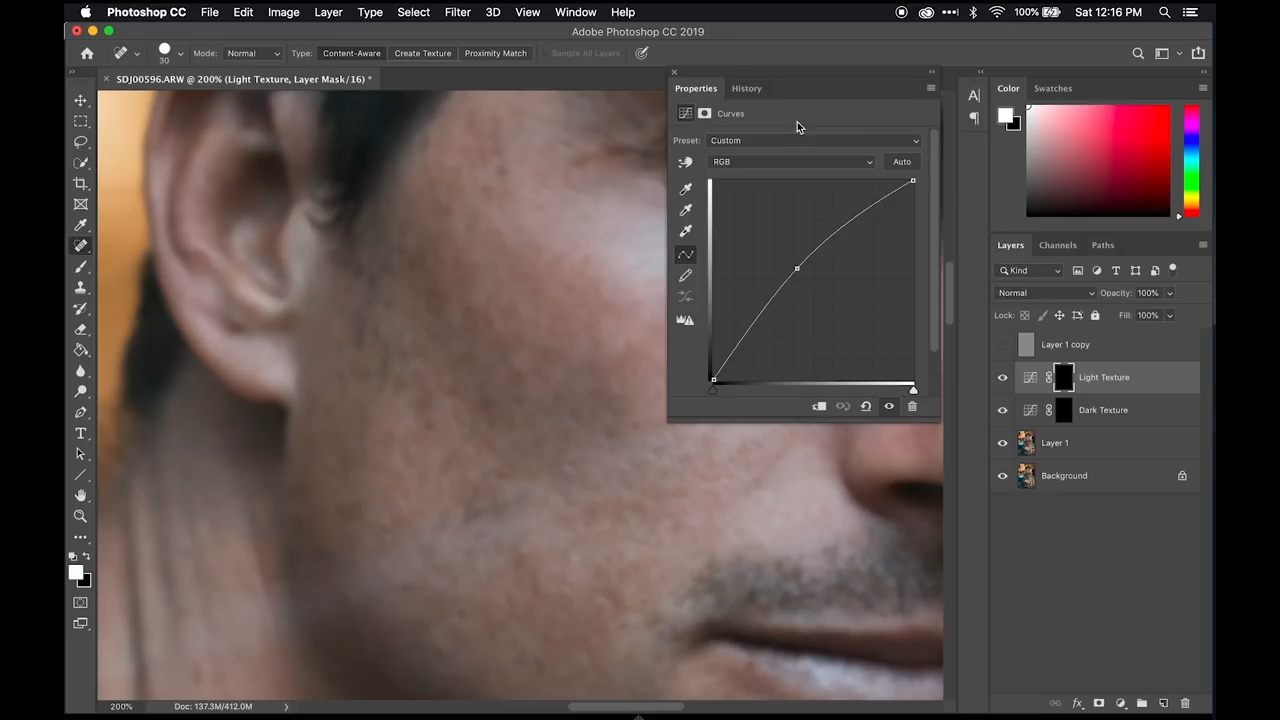 Photoshop CC File Edit Image Layer Type Select Filter 3D View Window Help 100% Sat 12:16 PM
Adobe Photoshop CC 2019
30 Mode: Normal Type: Content-Aware Create Texture Proximity Match Sample All Layers
SDJ00596.ARW @ 200% (Light Texture, Layer Mask/16) *
Properties History
Curves
Preset: Custom
RGB Auto
Color Swatches
Layers Channels Paths
Kind
Normal Opacity: 100%
Lock: Fill: 100%
Layer 1 copy
Light Texture
Dark Texture
Layer 1
Background
200% Doc: 137.3M/412.0M